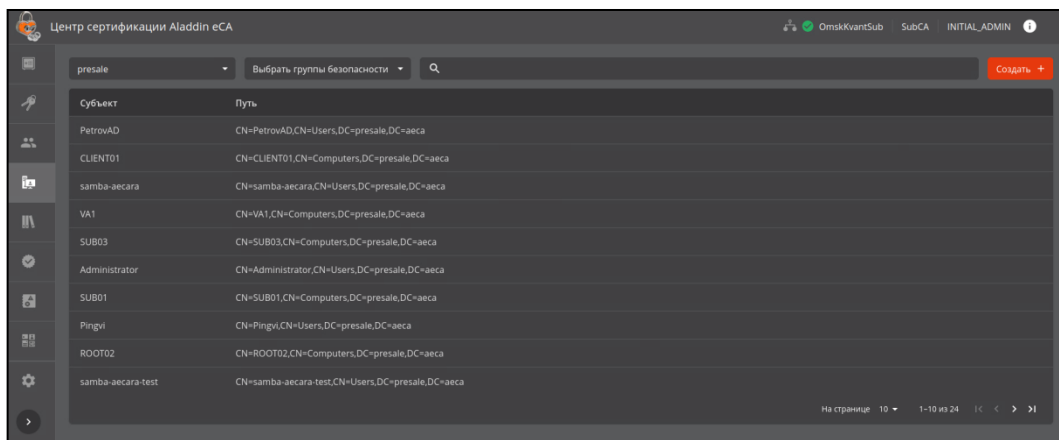 Центр сертификации Aladdin eCA OmskKvantSub SubCA INITIAL_ADMIN
presale Выбрать группы безопасности Создать +
Субъект Путь
PetrovAD CN=PetrovAD,CN=Users,DC=presale,DC=aeca
CLIENT01 CN=CLIENT01,CN=Computers,DC=presale,DC=aeca
samba-aecara CN=samba-aecara,CN=Users,DC=presale,DC=aeca
VA1 CN=VA1,CN=Computers,DC=presale,DC=aeca
SUB03 CN=SUB03,CN=Computers,DC=presale,DC=aeca
Administrator CN=Administrator,CN=Users,DC=presale,DC=aeca
SUB01 CN=SUB01,CN=Computers,DC=presale,DC=aeca
Pingvi CN=Pingvi,CN=Users,DC=presale,DC=aeca
ROOT02 CN=ROOT02,CN=Computers,DC=presale,DC=aeca
samba-aecara-test CN=samba-aecara-test,CN=Users,DC=presale,DC=aeca
На странице 10 1–10 из 24